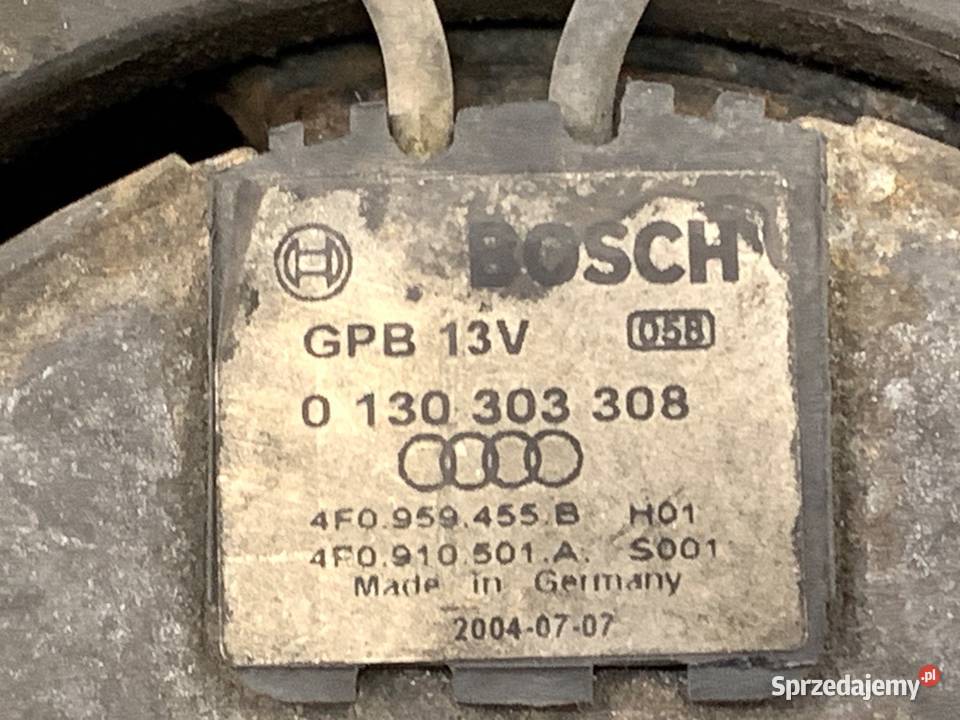 BOSCH
GPB 13V 058
0 130 303 308
4F0.959.455.B H01
4F0.910.501.A. S001
Made in Germany
2004-07-07
Sprzedajemy.pl